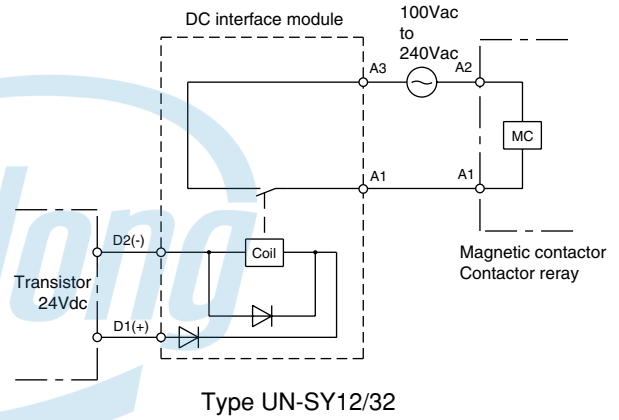 DC interface module
100Vac
to
240Vac
A3
A2
MC
A1
A1
D2(-)
Coil
Magnetic contactor
Contactor reray
Transistor
24Vdc
D1(+)
Type UN-SY12/32